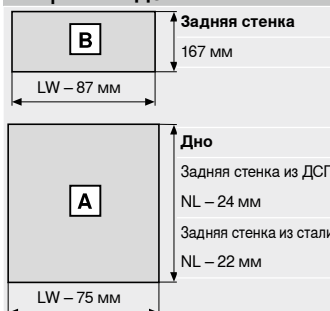 Задняя стенка
B
167 мм
LW – 87 мм
Дно
Задняя стенка из ДСП
A
NL – 24 мм
Задняя стенка из стали
NL – 22 мм
LW – 75 мм